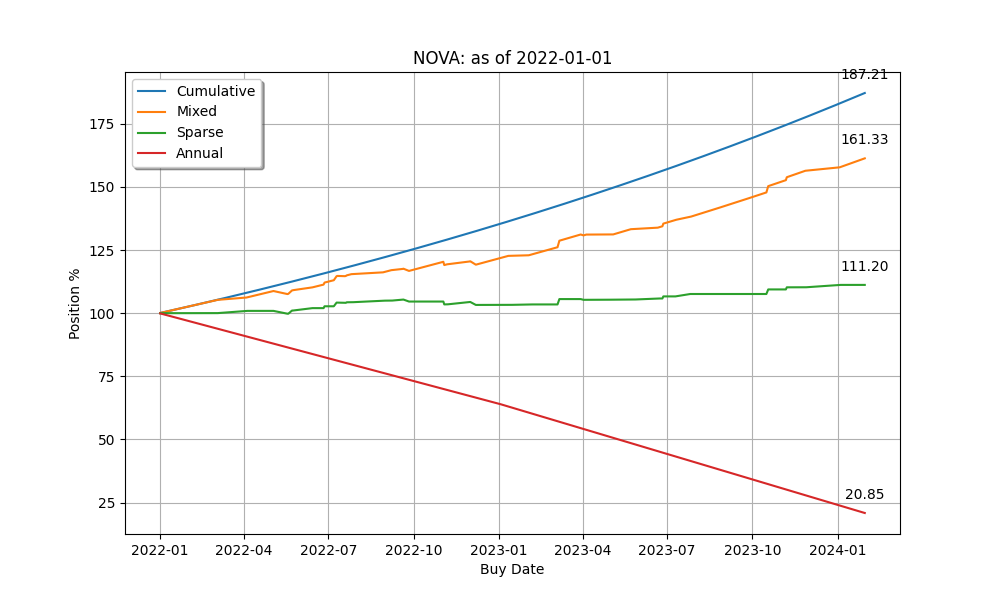 NOVA: as of 2022-01-01
Cumulative
Mixed
Sparse
Annual
187.21
161.33
111.20
20.85
Position %
175
150
125
100
75
50
25
2022-01 2022-04 2022-07 2022-10 2023-01 2023-04 2023-07 2023-10 2024-01
Buy Date